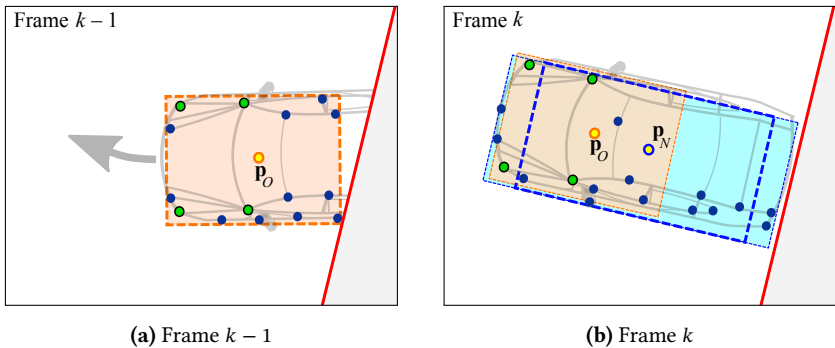 Frame k – 1
p_O
(a) Frame k − 1
Frame k
p_O
p_N
(b) Frame k